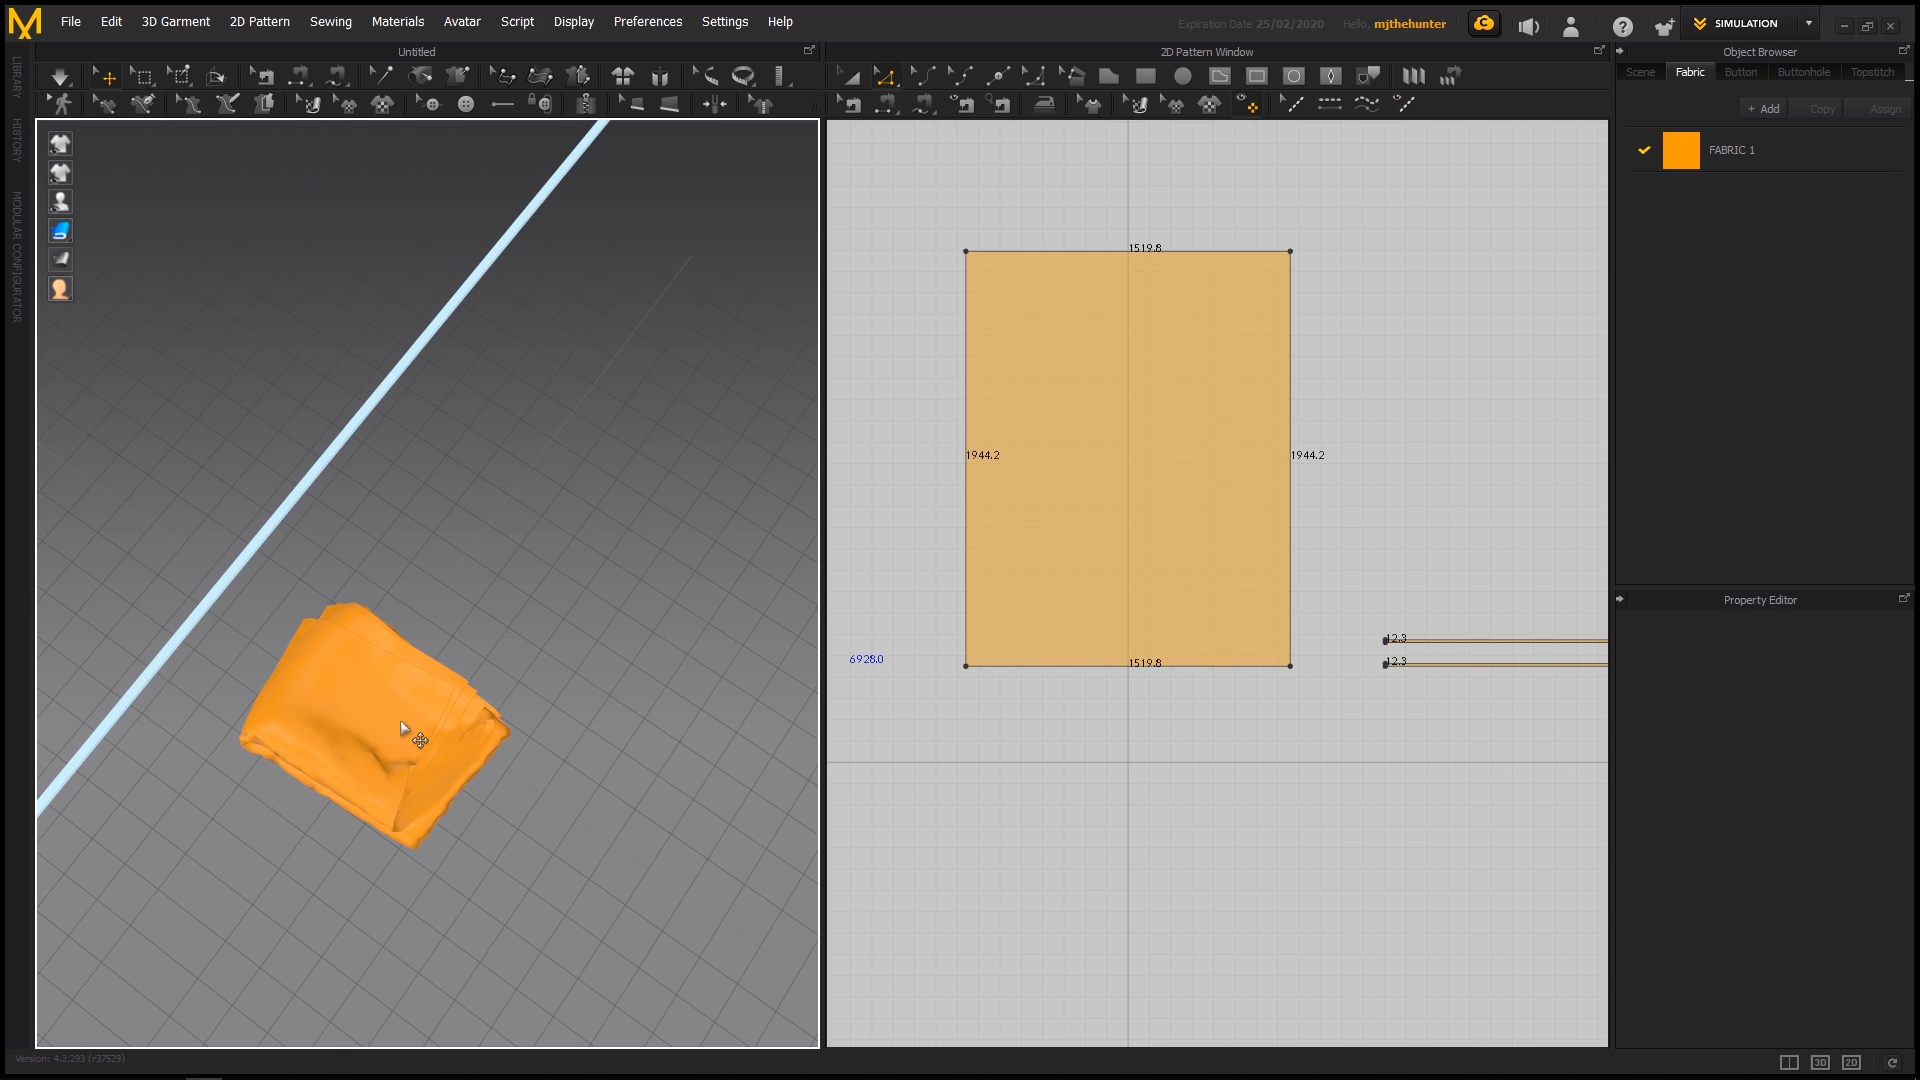 File Edit 3D Garment 2D Pattern Sewing Materials Avatar Script Display Preferences Settings Help
Expiration Date 25/02/2020 Hello, mjthehunter SIMULATION
Untitled
2D Pattern Window
Object Browser
Scene Fabric Button Buttonhole Topstitch
+ Add Copy Assign
FABRIC 1
LIBRARY
HISTORY
MODULAR CONFIGURATOR
1519.8
1944.2 1944.2
12.3
6928.0
1519.8
12.3
Property Editor
Version: 4.2.293 (r37529)
3D 2D